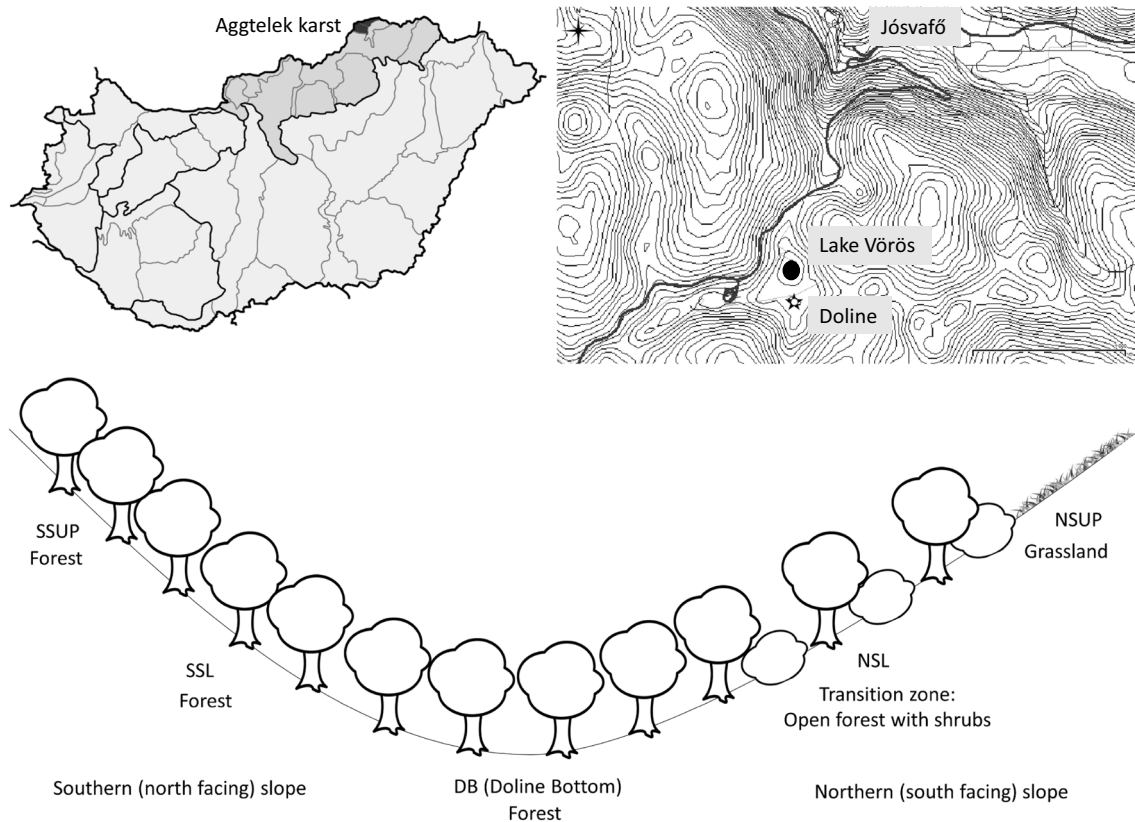 Aggtelek karst
Jósvafő
Lake Vörös
Doline
SSUP
Forest
SSL
Forest
NSUP
Grassland
NSL
Transition zone:
Open forest with shrubs
Southern (north facing) slope
DB (Doline Bottom)
Forest
Northern (south facing) slope